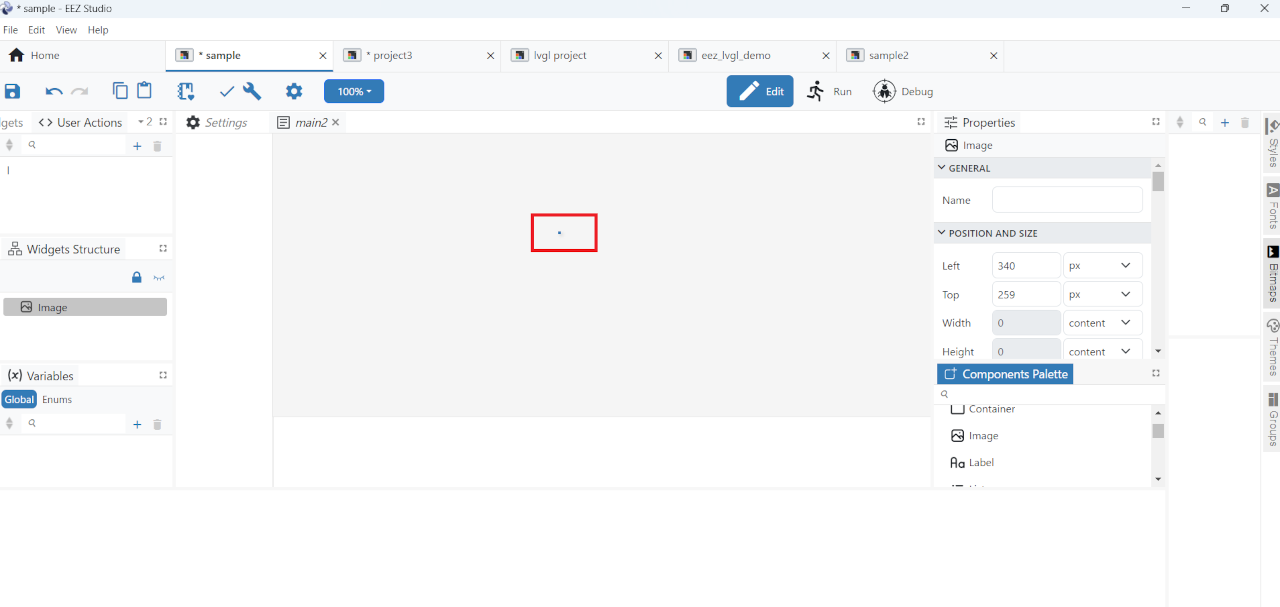 * sample - EEZ Studio
File Edit View Help
Home
* sample
* project3
lvgl project
eez_lvgl_demo
sample2
100%
Edit
Run
Debug
gets
User Actions
2
Settings
main2
Properties
Image
GENERAL
Name
POSITION AND SIZE
Left 340 px
Top 259 px
Width 0 content
Height 0 content
Widgets Structure
Image
(x) Variables
Global Enums
Components Palette
Container
Image
Aa Label
Styles
A Fonts
Bitmaps
Themes
Groups